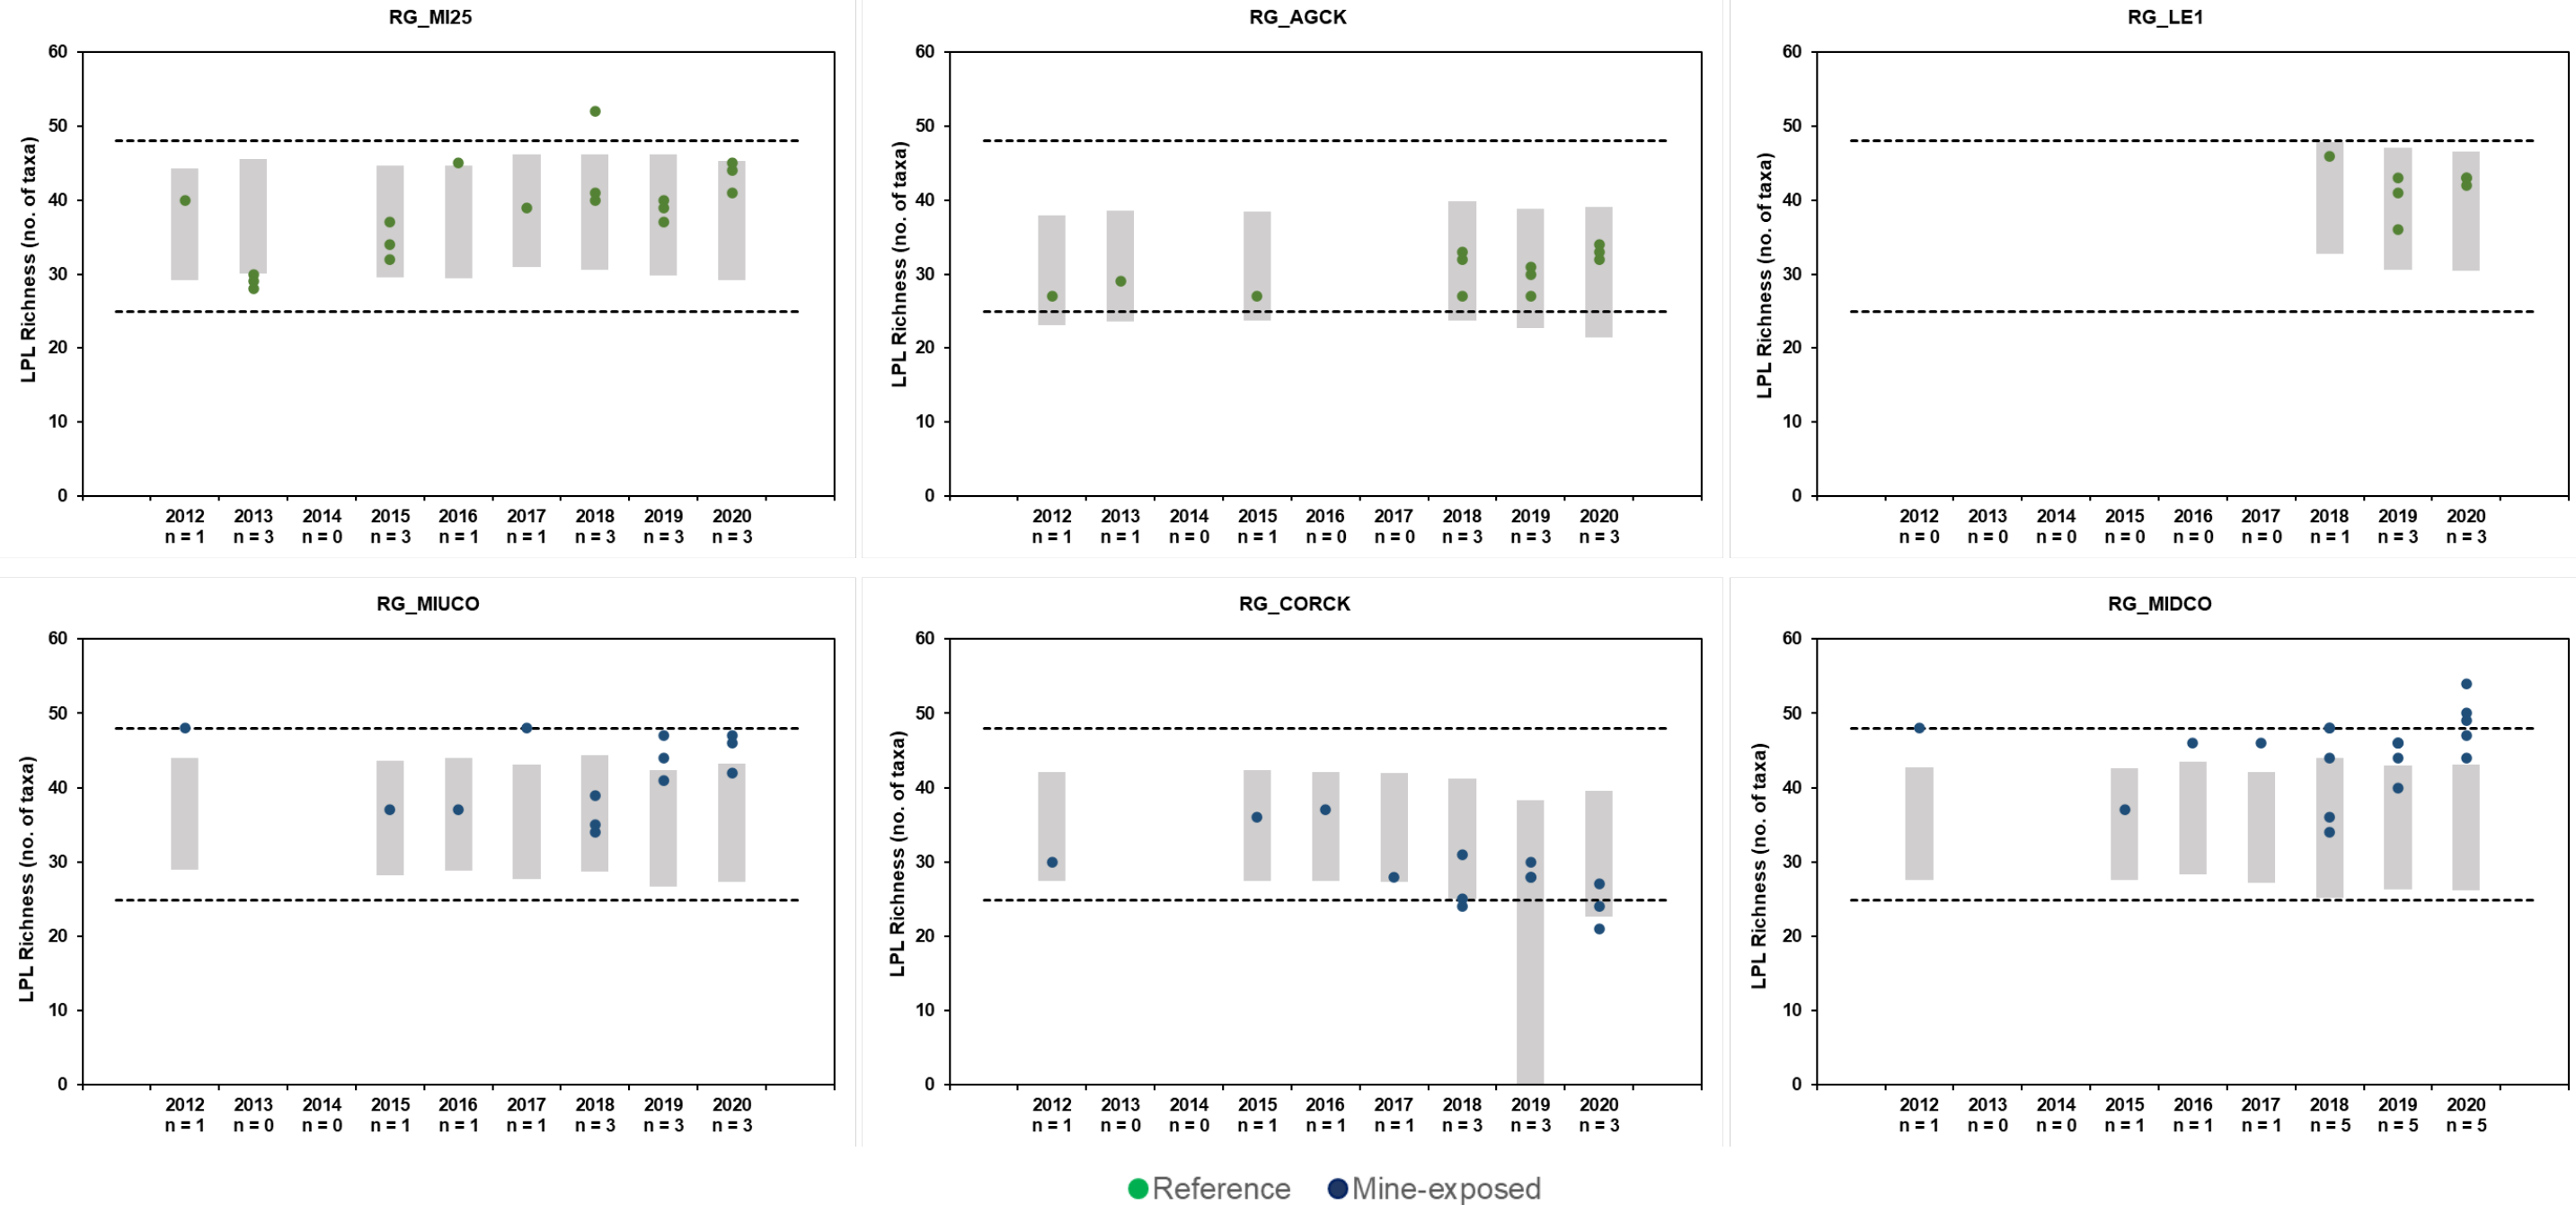 RG_MI25
60
50
40
30
20
10
0
LPL Richness (no. of taxa)
2012 2013 2014 2015 2016 2017 2018 2019 2020
n = 1 n = 3 n = 0 n = 3 n = 1 n = 1 n = 3 n = 3 n = 3
RG_AGCK
60
50
40
30
20
10
0
LPL Richness (no. of taxa)
2012 2013 2014 2015 2016 2017 2018 2019 2020
n = 1 n = 1 n = 0 n = 1 n = 0 n = 0 n = 3 n = 3 n = 3
RG_LE1
60
50
40
30
20
10
0
LPL Richness (no. of taxa)
2012 2013 2014 2015 2016 2017 2018 2019 2020
n = 0 n = 0 n = 0 n = 0 n = 0 n = 0 n = 1 n = 3 n = 3
RG_MIUCO
60
50
40
30
20
10
0
LPL Richness (no. of taxa)
2012 2013 2014 2015 2016 2017 2018 2019 2020
n = 1 n = 0 n = 0 n = 1 n = 1 n = 1 n = 3 n = 3 n = 3
RG_CORCK
60
50
40
30
20
10
0
LPL Richness (no. of taxa)
2012 2013 2014 2015 2016 2017 2018 2019 2020
n = 1 n = 0 n = 0 n = 1 n = 1 n = 1 n = 3 n = 3 n = 3
RG_MIDCO
60
50
40
30
20
10
0
LPL Richness (no. of taxa)
2012 2013 2014 2015 2016 2017 2018 2019 2020
n = 1 n = 0 n = 0 n = 1 n = 1 n = 1 n = 5 n = 5 n = 5
Reference Mine-exposed